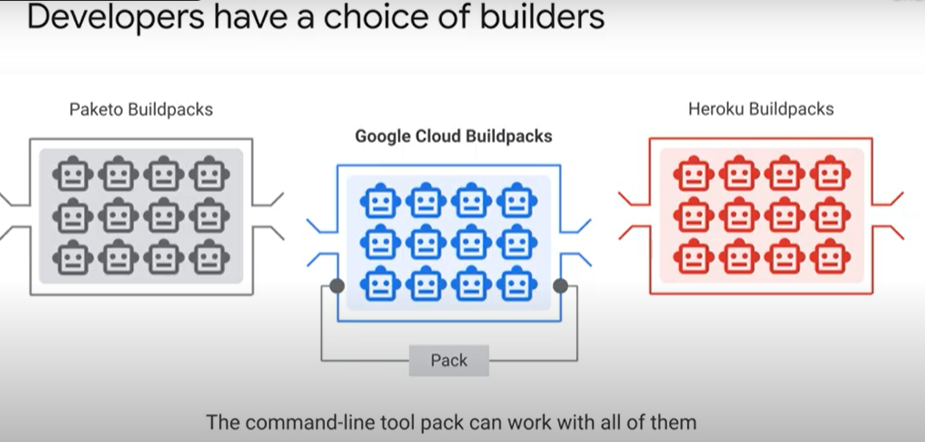 Developers have a choice of builders
Paketo Buildpacks
Google Cloud Buildpacks
Heroku Buildpacks
Pack
The command-line tool pack can work with all of them